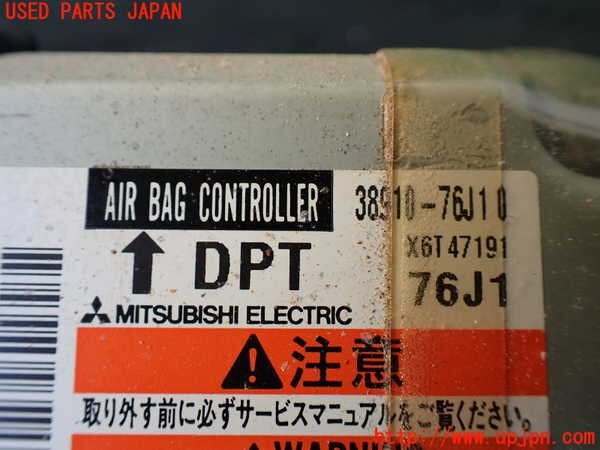 USED PARTS JAPAN
AIR BAG CONTROLLER 38910-76J10
DPT X6T47191
76J1
MITSUBISHI ELECTRIC
注意
取り外す前に必ずサービスマニュアルをご覧ください。
WARNING
http://www.upjpn.com